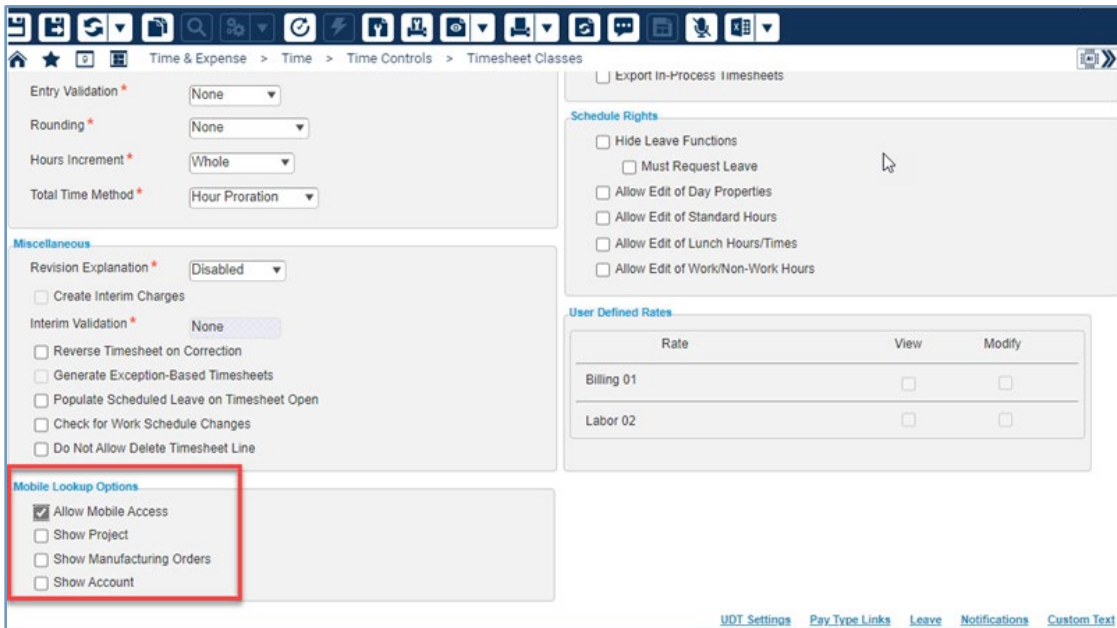 Time & Expense > Time > Time Controls > Timesheet Classes
Entry Validation * None
Rounding * None
Hours Increment * Whole
Total Time Method * Hour Proration
Miscellaneous
Revision Explanation * Disabled
Create Interim Charges
Interim Validation * None
Reverse Timesheet on Correction
Generate Exception-Based Timesheets
Populate Scheduled Leave on Timesheet Open
Check for Work Schedule Changes
Do Not Allow Delete Timesheet Line
Mobile Lookup Options
Allow Mobile Access
Show Project
Show Manufacturing Orders
Show Account
Export In-Process Timesheets
Schedule Rights
Hide Leave Functions
Must Request Leave
Allow Edit of Day Properties
Allow Edit of Standard Hours
Allow Edit of Lunch Hours/Times
Allow Edit of Work/Non-Work Hours
User Defined Rates
Rate View Modify
Billing 01
Labor 02
UDT Settings Pay Type Links Leave Notifications Custom Text